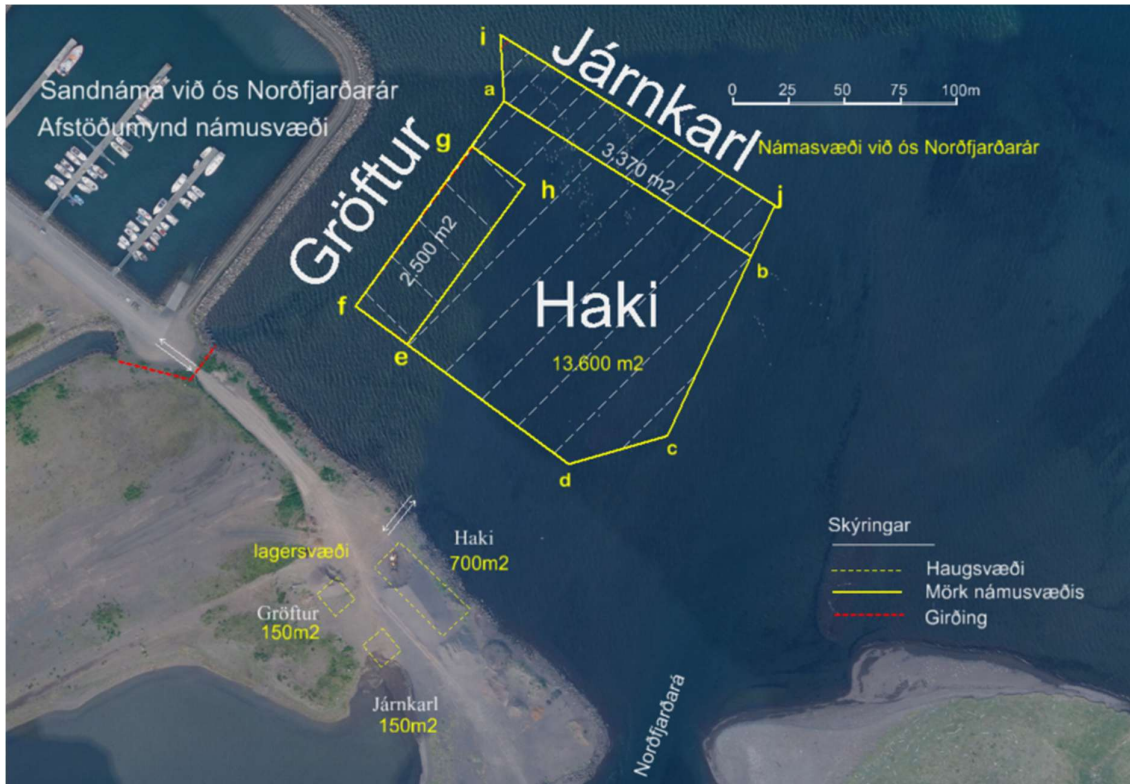 Sandnáma við ós Norðfjarðarár
Afstöðumynd námusvæði
i
Járnkarl
0 25 50 75 100m
a
Námasvæði við ós Norðfjarðarár
g
3,370 m2
h
Gröftur
j
2.500 m2
b
Haki
f
e
13.600 m2
c
d
Skýringar
Haugsvæði
Mörk námusvæðis
Girðing
lagersvæði
Haki
700m2
Gröftur
150m2
Járnkarl
150m2
Norðfjarðará